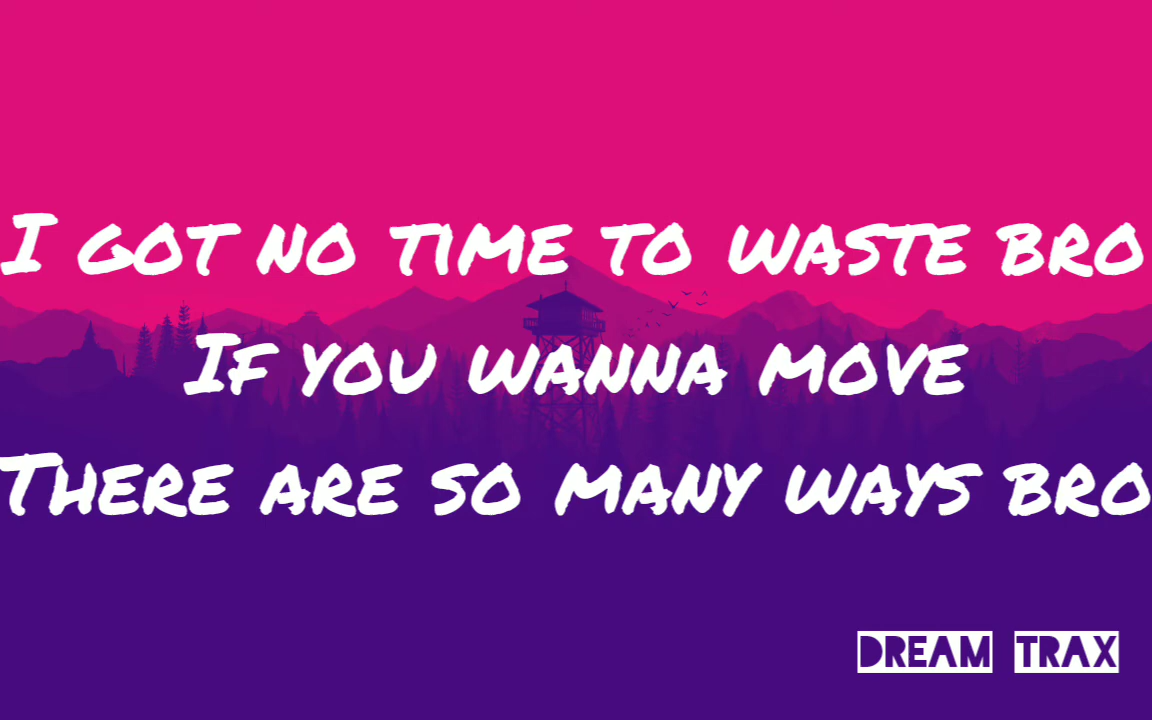 I got no time to waste bro
If you wanna move
There are so many ways bro
DREAM TRAX